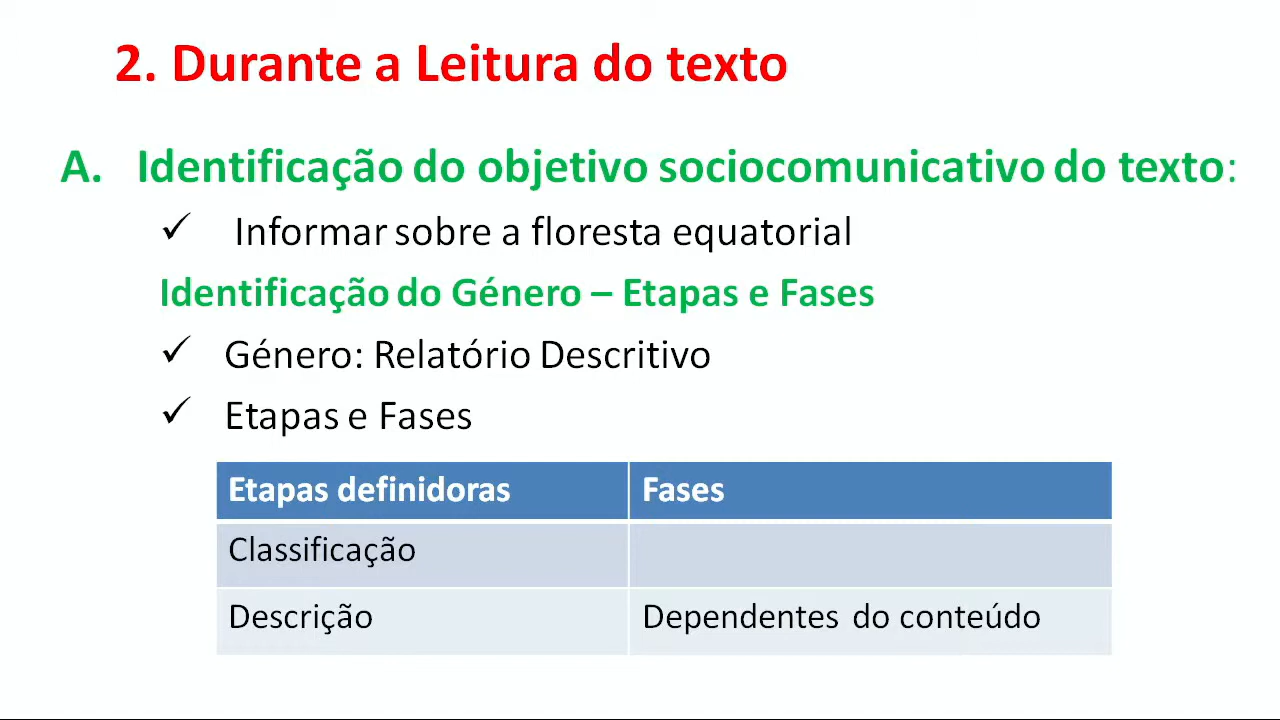 2. Durante a Leitura do texto
A. Identificação do objetivo sociocomunicativo do texto:
✓ Informar sobre a floresta equatorial
Identificação do Género – Etapas e Fases
✓ Género: Relatório Descritivo
✓ Etapas e Fases
Etapas definidoras Fases
Classificação
Descrição Dependentes do conteúdo